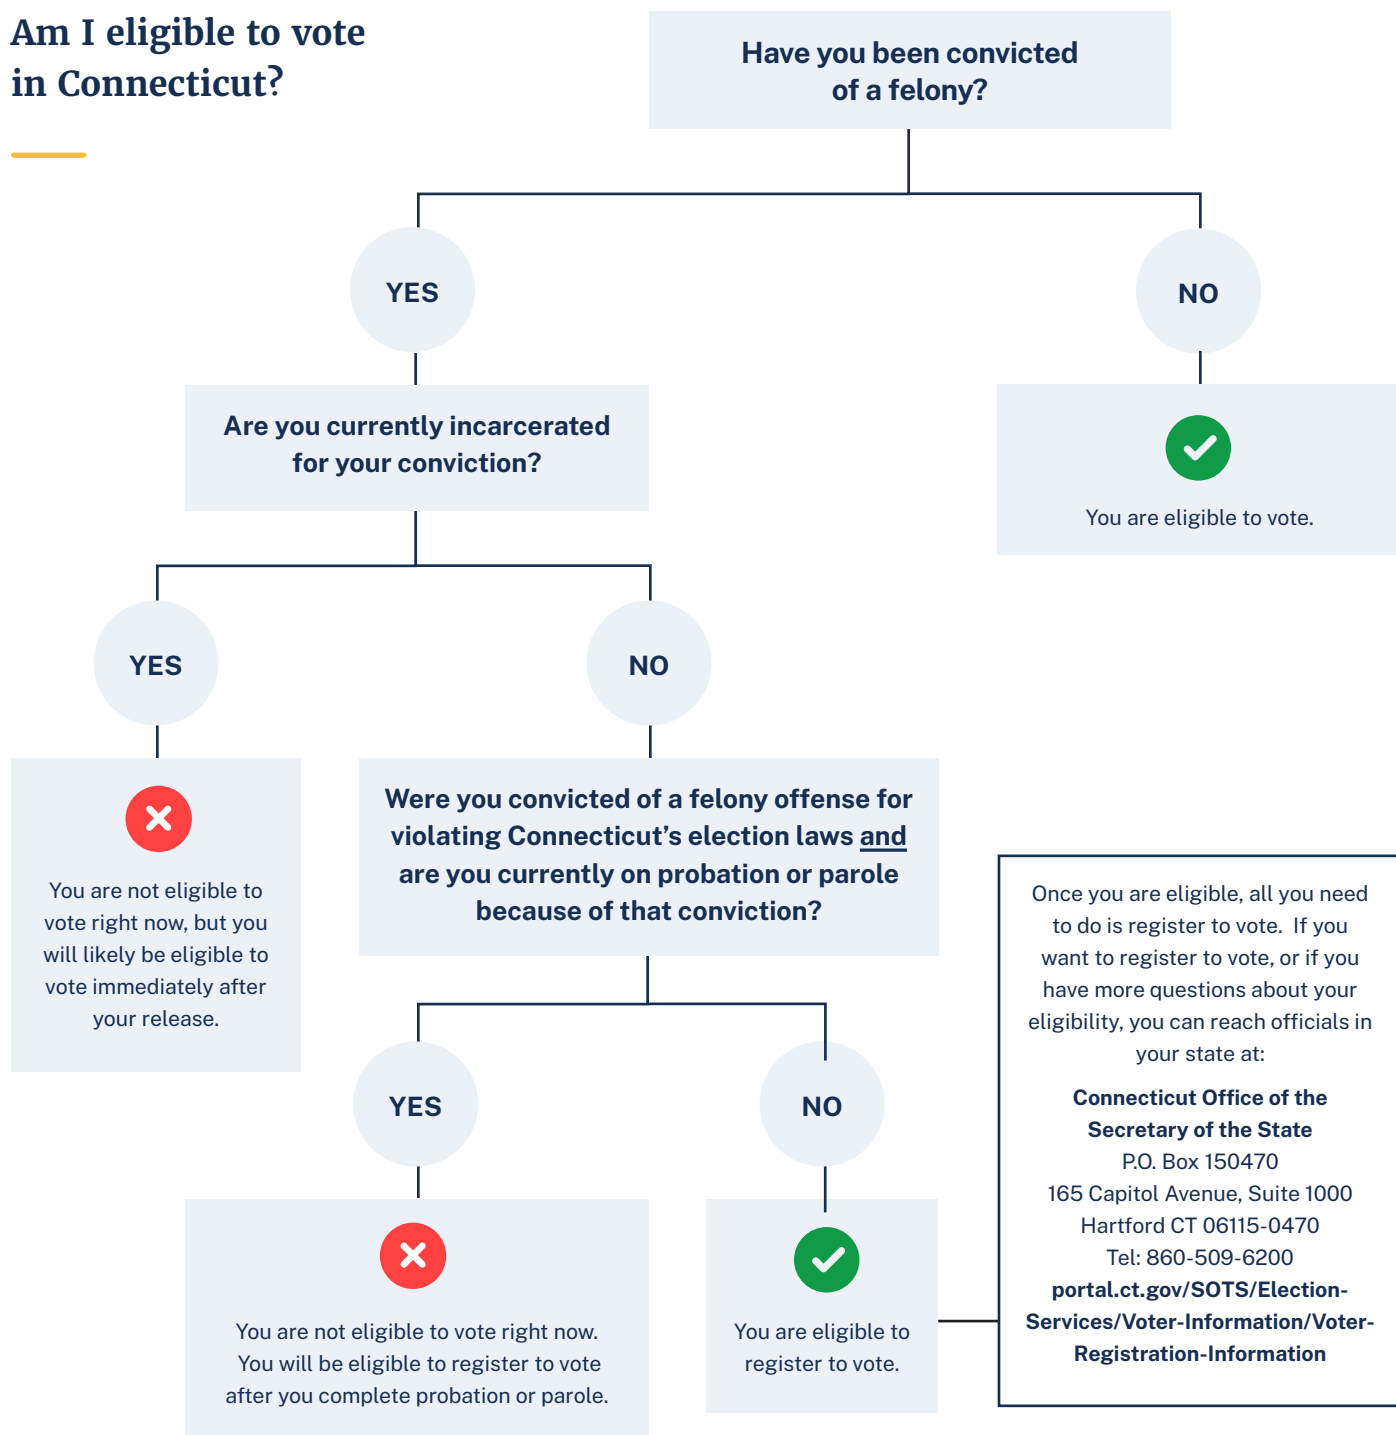 Am I eligible to vote
in Connecticut?
Have you been convicted
of a felony?
YES
NO
Are you currently incarcerated
for your conviction?
You are eligible to vote.
YES
NO
You are not eligible to
vote right now, but you
will likely be eligible to
vote immediately after
your release.
Were you convicted of a felony offense for
violating Connecticut's election laws and
are you currently on probation or parole
because of that conviction?
YES
NO
You are not eligible to vote right now.
You will be eligible to register to vote
after you complete probation or parole.
You are eligible to
register to vote.
Once you are eligible, all you need
to do is register to vote.  If you
want to register to vote, or if you
have more questions about your
eligibility, you can reach officials in
your state at:
Connecticut Office of the
Secretary of the State
P.O. Box 150470
165 Capitol Avenue, Suite 1000
Hartford CT 06115-0470
Tel: 860-509-6200
portal.ct.gov/SOTS/Election-
Services/Voter-Information/Voter-
Registration-Information